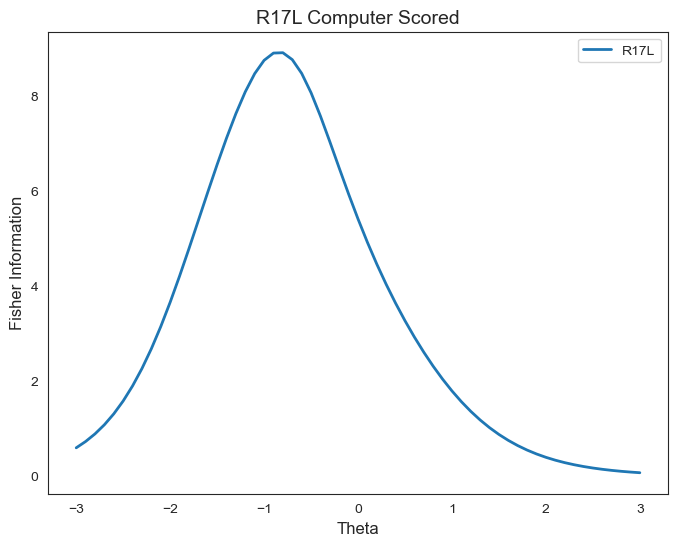 R17L Computer Scored
R17L
Fisher Information
8
6
4
2
0
−3 −2 −1 0 1 2 3
Theta